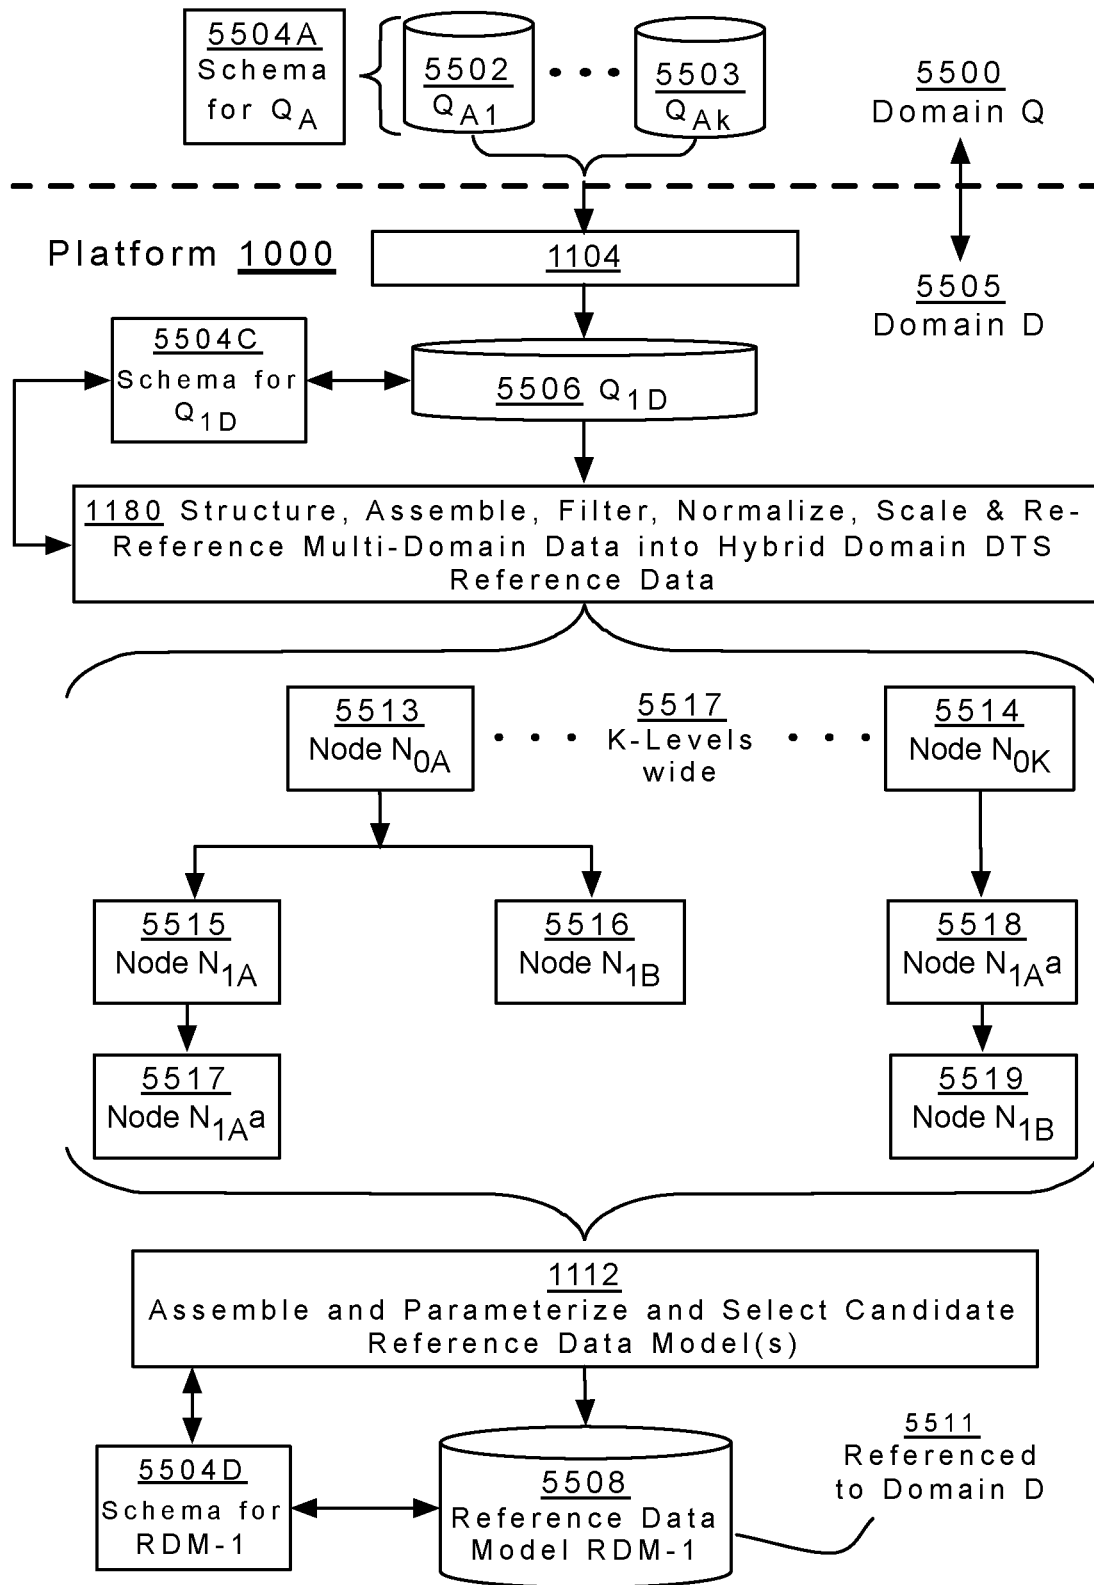 5504A
Schema
for QA
5502
QA1
5503
QAk
5500
Domain Q
Platform 1000
1104
5505
Domain D
5504C
Schema for
Q1D
5506 Q1D
1180 Structure, Assemble, Filter, Normalize, Scale & Re-
Reference Multi-Domain Data into Hybrid Domain DTS
Reference Data
5513
Node N0A
5517
K-Levels
wide
5514
Node N0K
5515
Node N1A
5516
Node N1B
5518
Node N1Aa
5517
Node N1Aa
5519
Node N1B
1112
Assemble and Parameterize and Select Candidate
Reference Data Model(s)
5504D
Schema for
RDM-1
5508
Reference Data
Model RDM-1
5511
Referenced
to Domain D